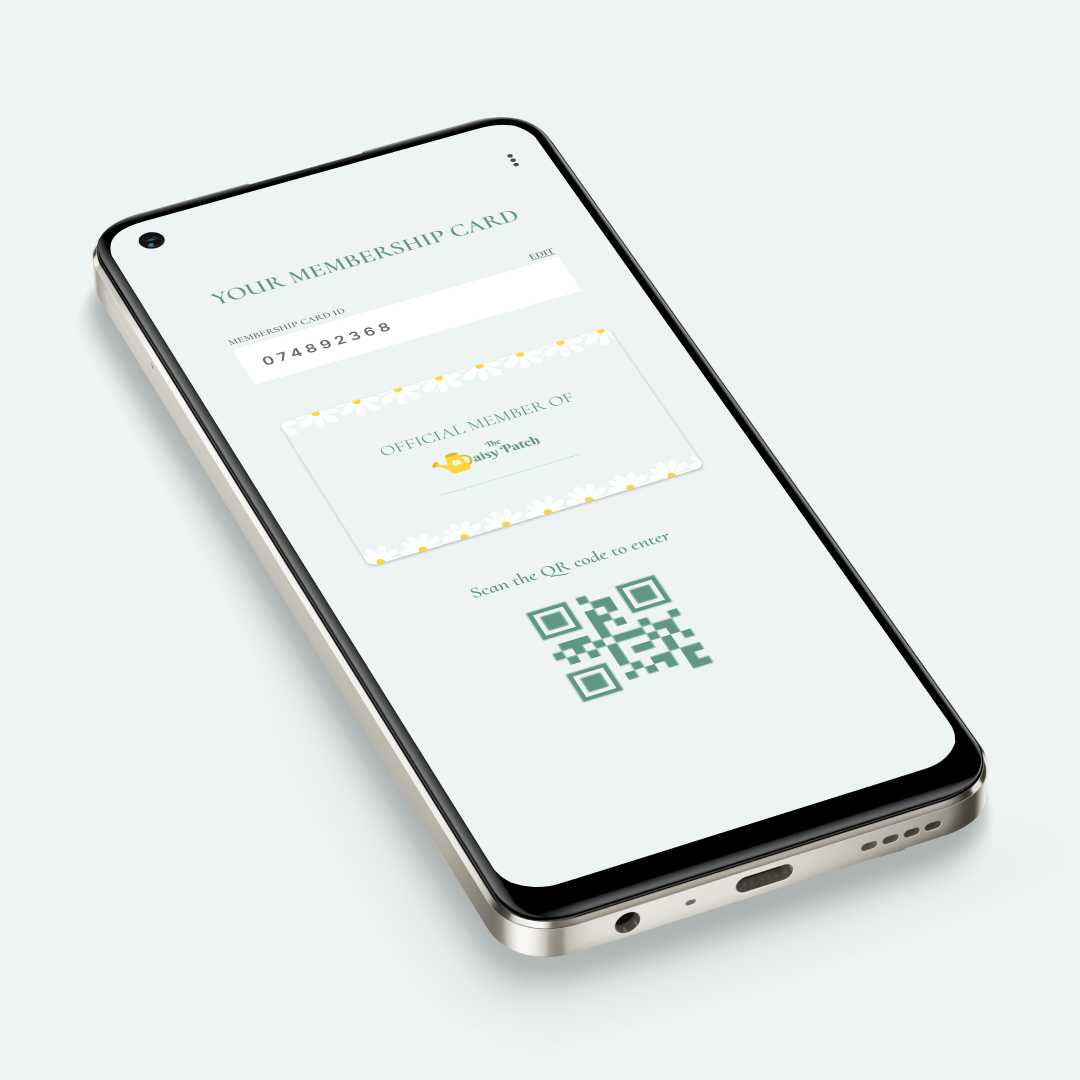 YOUR MEMBERSHIP CARD
EDIT
MEMBERSHIP CARD ID
074892368
OFFICIAL MEMBER OF
The
Daisy Patch
Scan the QR code to enter